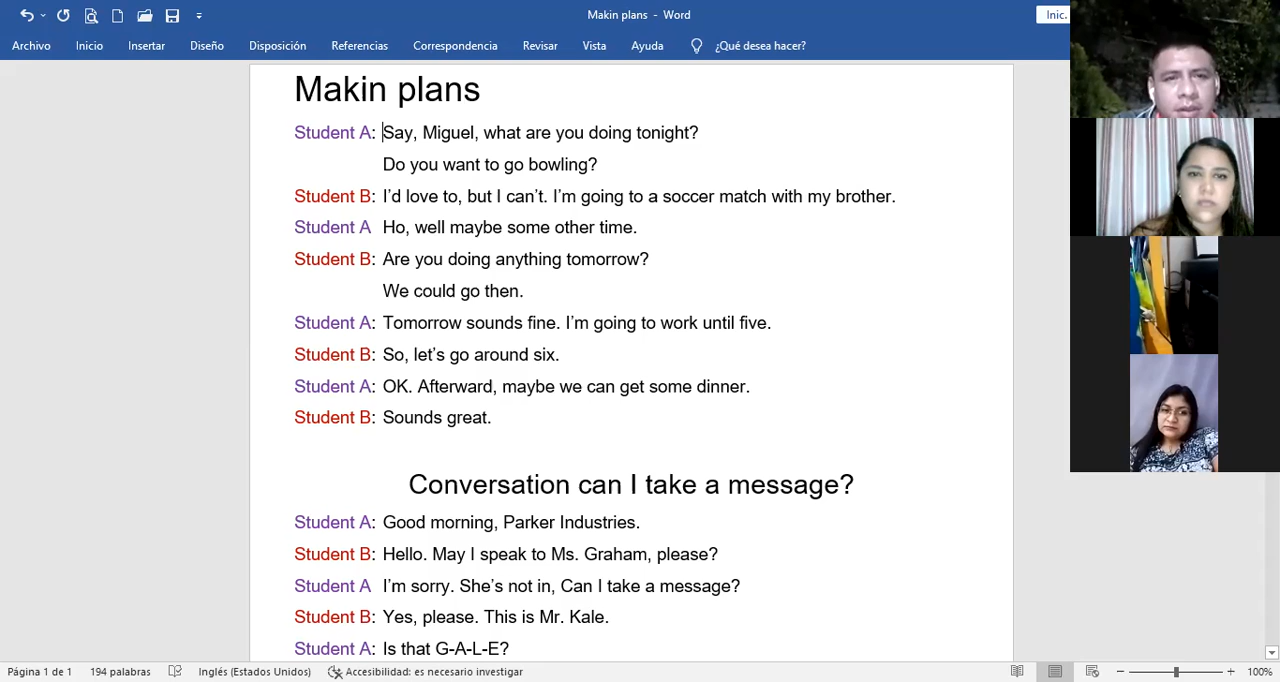 Makin plans - Word
Inic.
Archivo Inicio Insertar Diseño Disposición Referencias Correspondencia Revisar Vista Ayuda ¿Qué desea hacer?
Makin plans
Student A: Say, Miguel, what are you doing tonight?
Do you want to go bowling?
Student B: I'd love to, but I can't. I'm going to a soccer match with my brother.
Student A Ho, well maybe some other time.
Student B: Are you doing anything tomorrow?
We could go then.
Student A: Tomorrow sounds fine. I'm going to work until five.
Student B: So, let's go around six.
Student A: OK. Afterward, maybe we can get some dinner.
Student B: Sounds great.
Conversation can I take a message?
Student A: Good morning, Parker Industries.
Student B: Hello. May I speak to Ms. Graham, please?
Student A I'm sorry. She's not in, Can I take a message?
Student B: Yes, please. This is Mr. Kale.
Student A: Is that G-A-L-E?
Página 1 de 1 194 palabras Inglés (Estados Unidos) Accesibilidad: es necesario investigar 100%